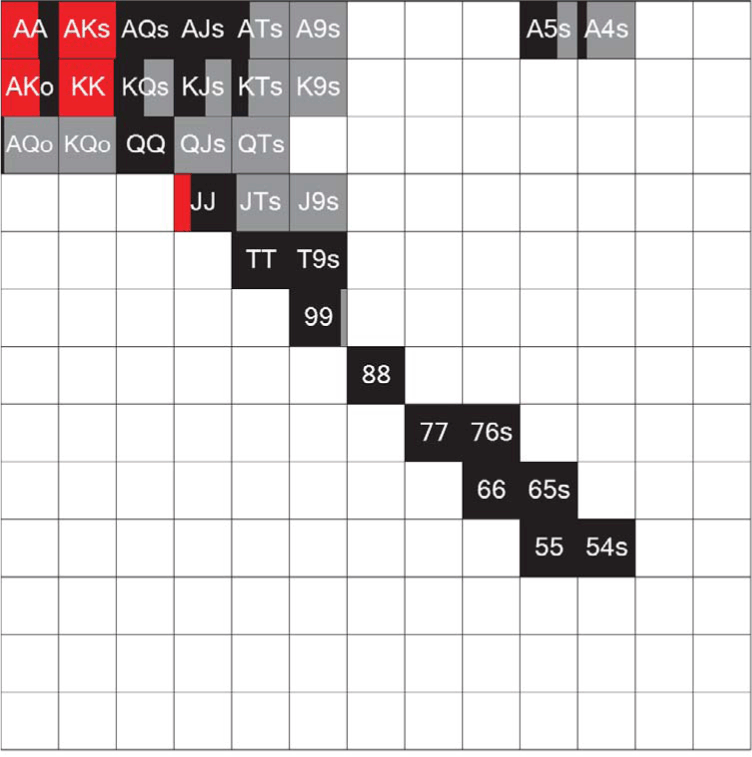 AA AKs AQs AJs ATs A9s A5s A4s
AKo KK KQs KJs KTs K9s
AQo KQo QQ QJs QTs
JJ JTs J9s
TT T9s
99
88
77 76s
66 65s
55 54s